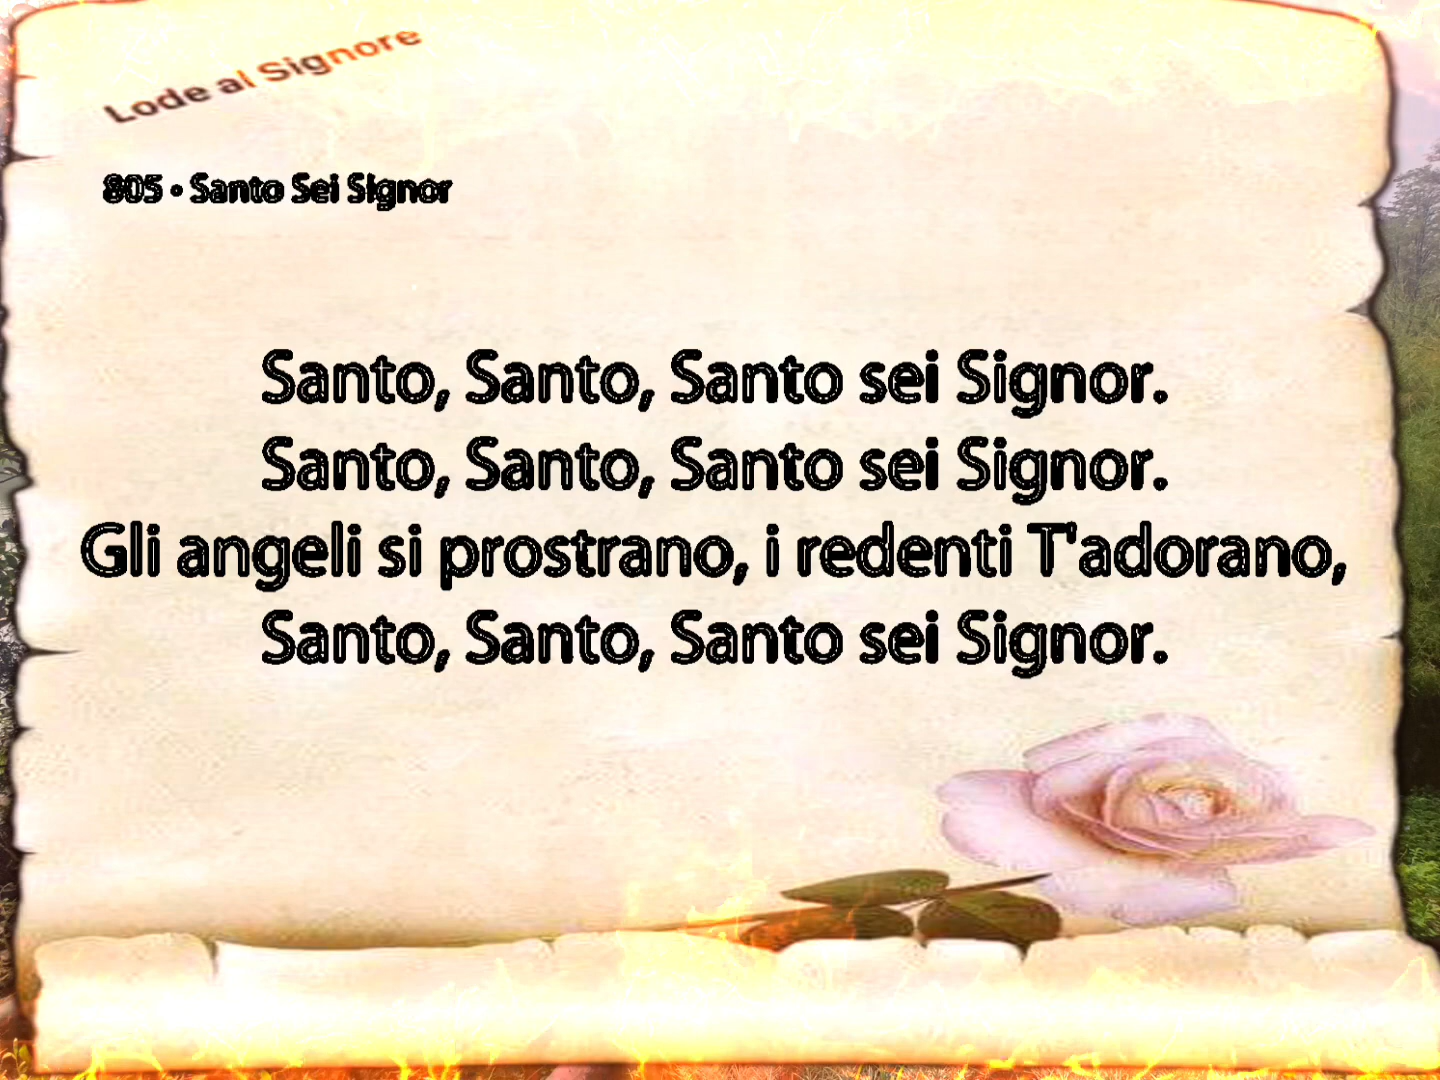 Lode al Signore
805 • Santo Sei Signor
Santo, Santo, Santo sei Signor.
Santo, Santo, Santo sei Signor.
Gli angeli si prostrano, i redenti T'adorano,
Santo, Santo, Santo sei Signor.